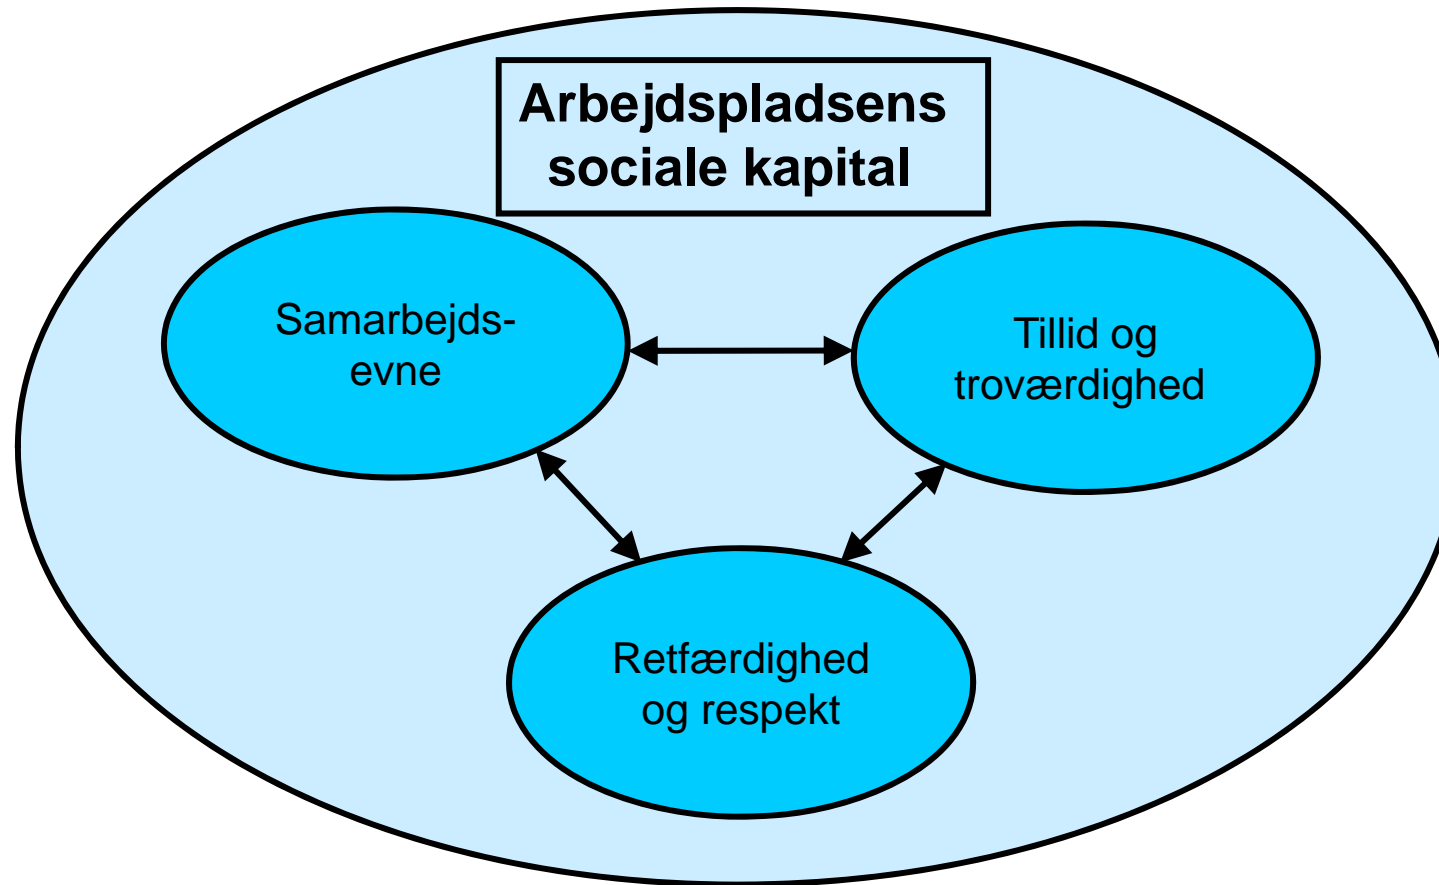 Arbejdspladsens
sociale kapital
Samarbejds-
evne
Tillid og
troværdighed
Retfærdighed
og respekt